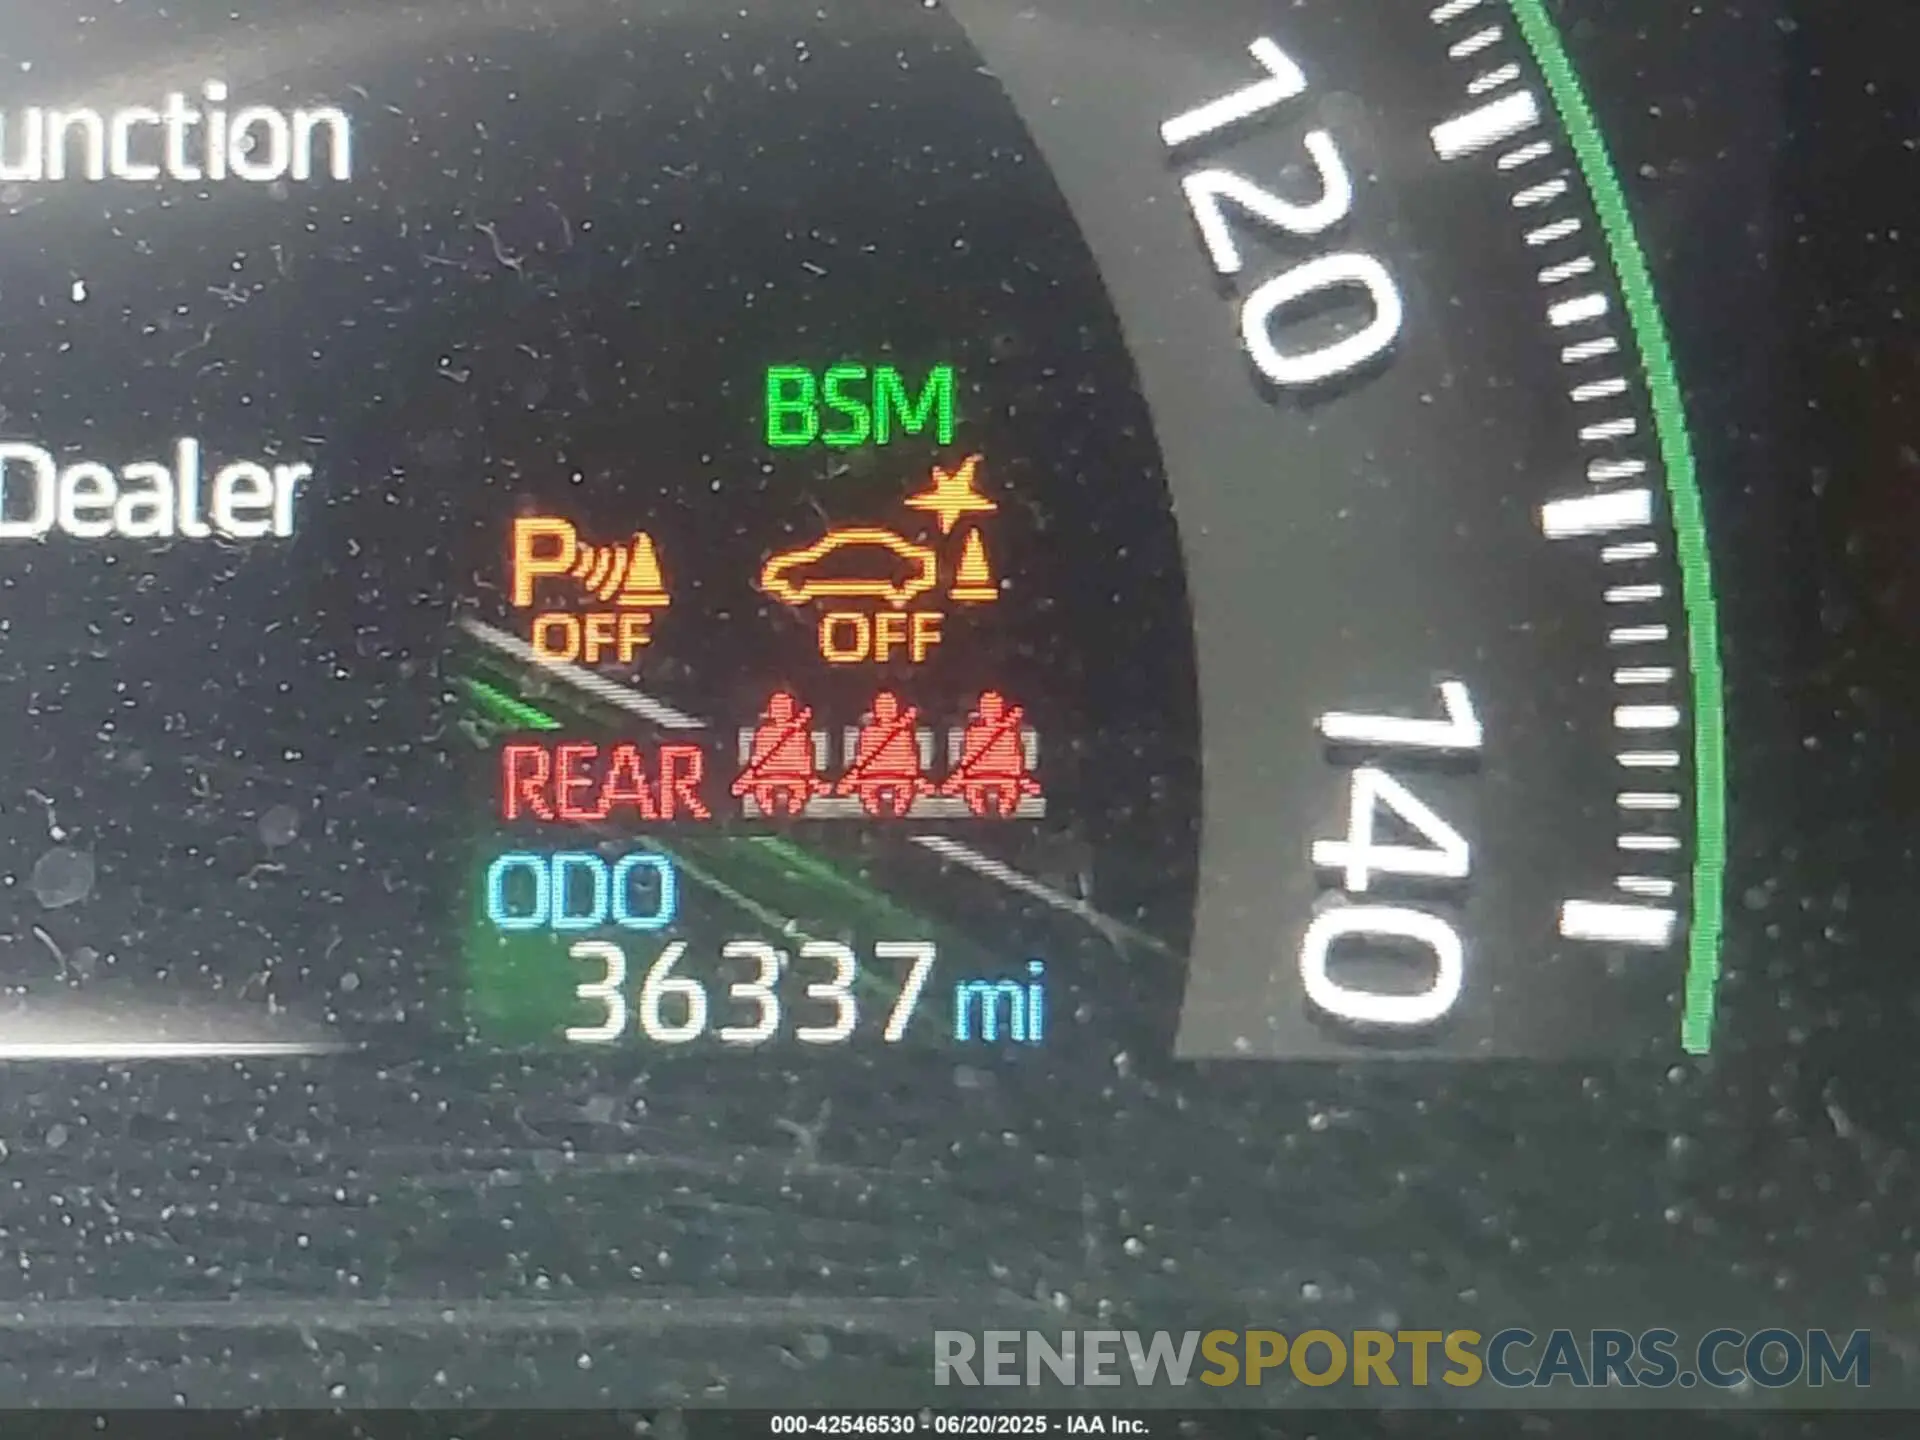 unction
120
BSM
Dealer
P OFF
OFF
140
REAR
ODO
36337 mi
RENEWSPORTSCARS.COM
000-42546530 - 06/20/2025 - IAA Inc.